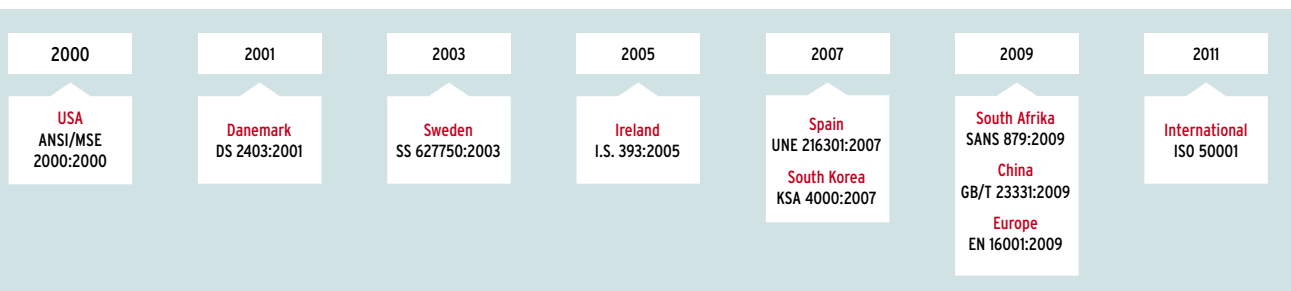 2000
USA
ANSI/MSE
2000:2000
2001
Danemark
DS 2403:2001
2003
Sweden
SS 627750:2003
2005
Ireland
I.S. 393:2005
2007
Spain
UNE 216301:2007
South Korea
KSA 4000:2007
2009
South Afrika
SANS 879:2009
China
GB/T 23331:2009
Europe
EN 16001:2009
2011
International
ISO 50001